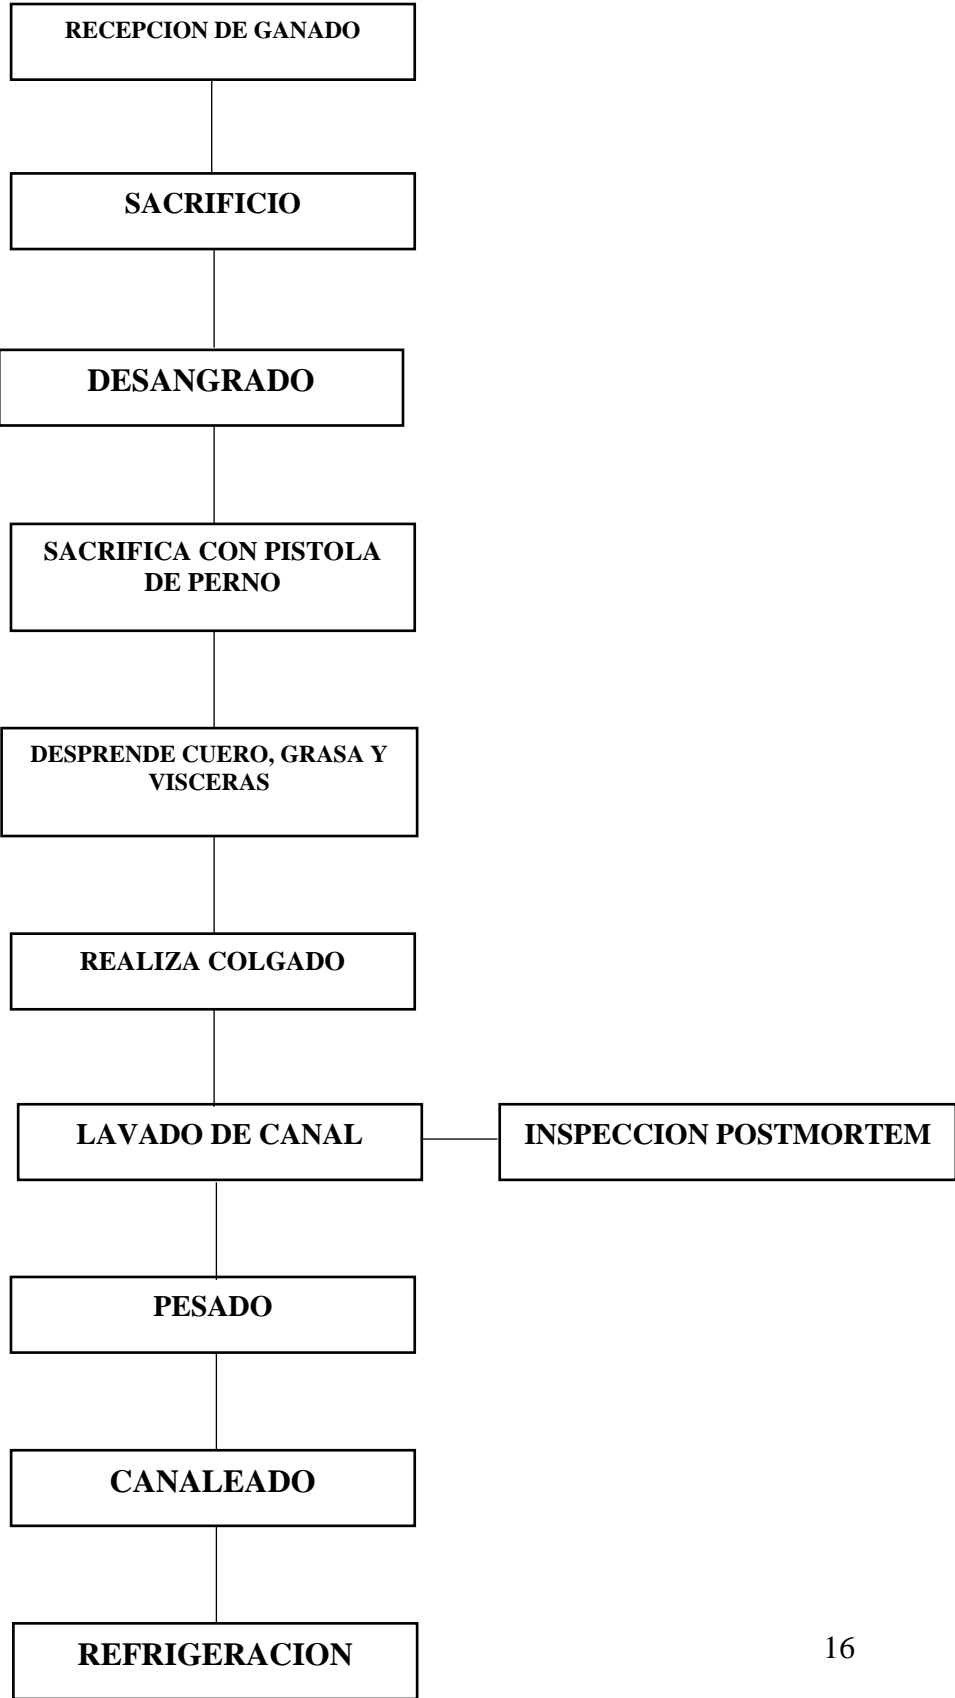 RECEPCION DE GANADO
SACRIFICIO
DESANGRADO
SACRIFICA CON PISTOLA
DE PERNO
DESPRENDE CUERO, GRASA Y
VISCERAS
REALIZA COLGADO
LAVADO DE CANAL
INSPECCION POSTMORTEM
PESADO
CANALEADO
REFRIGERACION
16